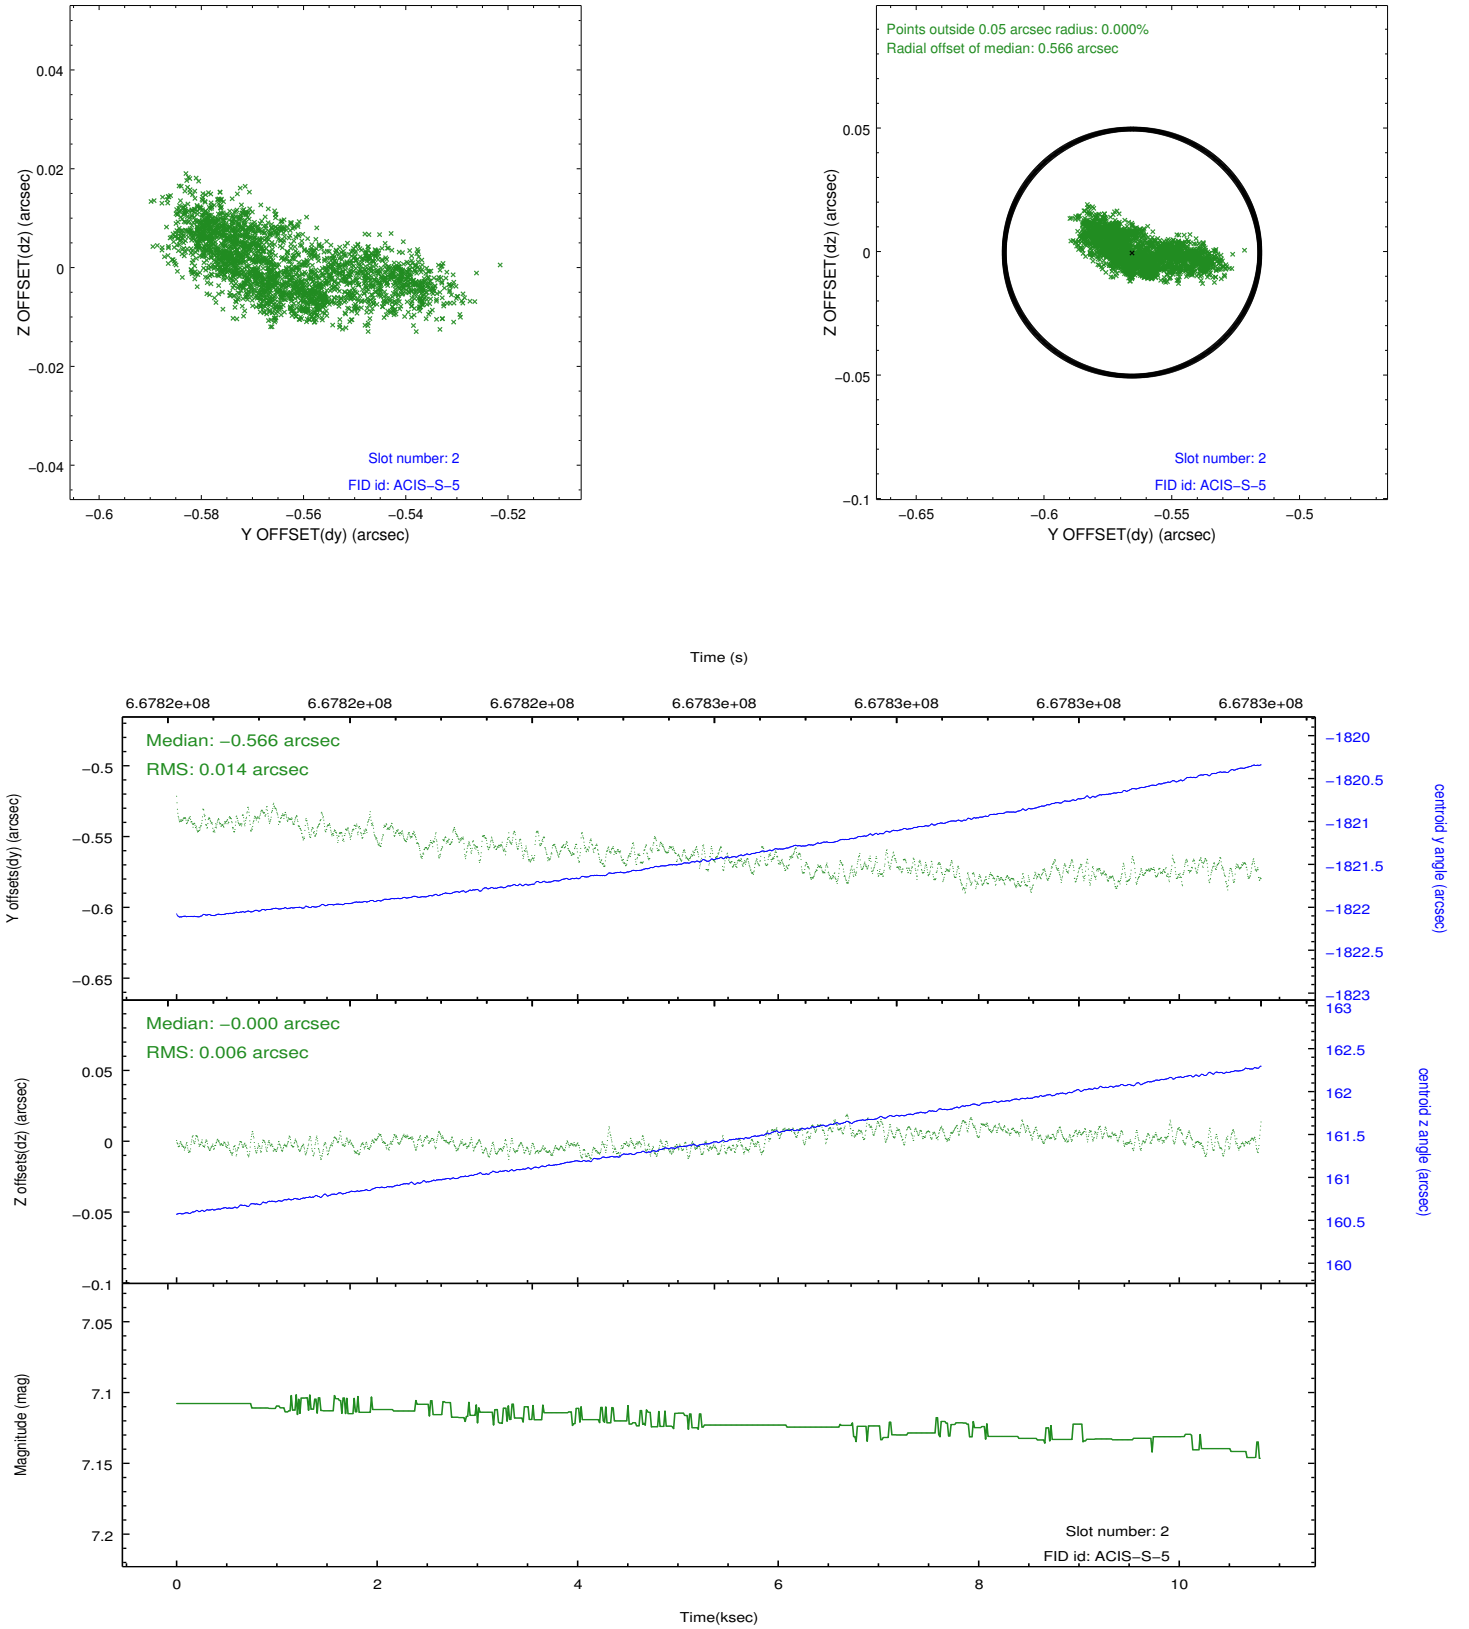 0.04
0.02
0
−0.02
−0.04
Z OFFSET(dz) (arcsec)
Slot number: 2
FID id: ACIS−S−5
−0.6
−0.58
−0.56
−0.54
−0.52
Y OFFSET(dy) (arcsec)
Points outside 0.05 arcsec radius: 0.000%
Radial offset of median: 0.566 arcsec
0.05
0
−0.05
−0.1
Z OFFSET(dz) (arcsec)
Slot number: 2
FID id: ACIS−S−5
−0.65
−0.6
−0.55
−0.5
Y OFFSET(dy) (arcsec)
Time (s)
6.6782e+08
6.6782e+08
6.6782e+08
6.6783e+08
6.6783e+08
6.6783e+08
6.6783e+08
Median: −0.566 arcsec
RMS: 0.014 arcsec
−0.5
−0.55
−0.6
−0.65
Y offsets(dy) (arcsec)
−1820
−1820.5
−1821
−1821.5
−1822
−1822.5
−1823
centroid y angle (arcsec)
Median: −0.000 arcsec
RMS: 0.006 arcsec
0.05
0
−0.05
−0.1
Z offsets(dz) (arcsec)
163
162.5
162
161.5
161
160.5
160
centroid z angle (arcsec)
7.05
7.1
7.15
7.2
Magnitude (mag)
Slot number: 2
FID id: ACIS−S−5
0
2
4
6
8
10
Time(ksec)